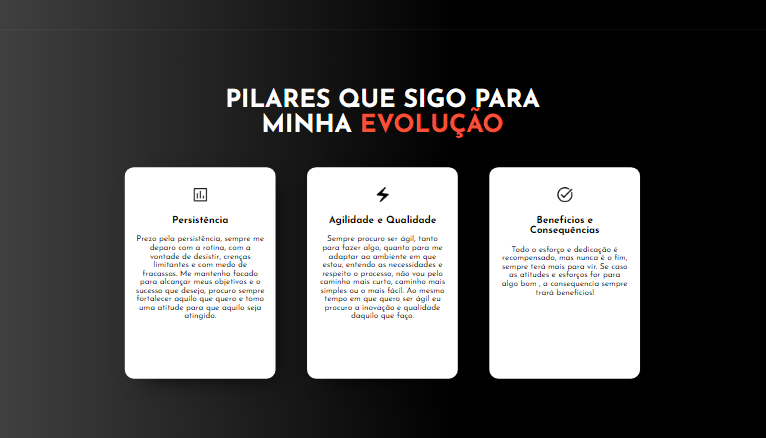 PILARES QUE SIGO PARA
MINHA EVOLUÇÃO
Persistência
Prezo pela persistência, sempre me
deparo com a rotina, com a
vontade de desistir, crenças
limitantes e com medo de
fracassos. Me mantenho focado
para alcançar meus objetivos e o
sucesso que desejo, procuro sempre
fortalecer aquilo que quero e tomo
uma atitude para que aquilo seja
atingido.
Agilidade e Qualidade
Sempre procuro ser ágil, tanto
para fazer algo, quanto para me
adaptar ao ambiente em que
estou, entendo as necessidades e
respeito o processo, não vou pelo
caminho mais curto, caminho mais
simples ou o mais fácil. Ao mesmo
tempo em que quero ser ágil eu
procuro a inovação e qualidade
daquilo que faço.
Benefícios e
Consequências
Todo o esforço e dedicação é
recompensado, mas nunca é o fim,
sempre terá mais para vir. Se caso
as atitudes e esforços for para
algo bom , a consequencia sempre
trará benefícios!